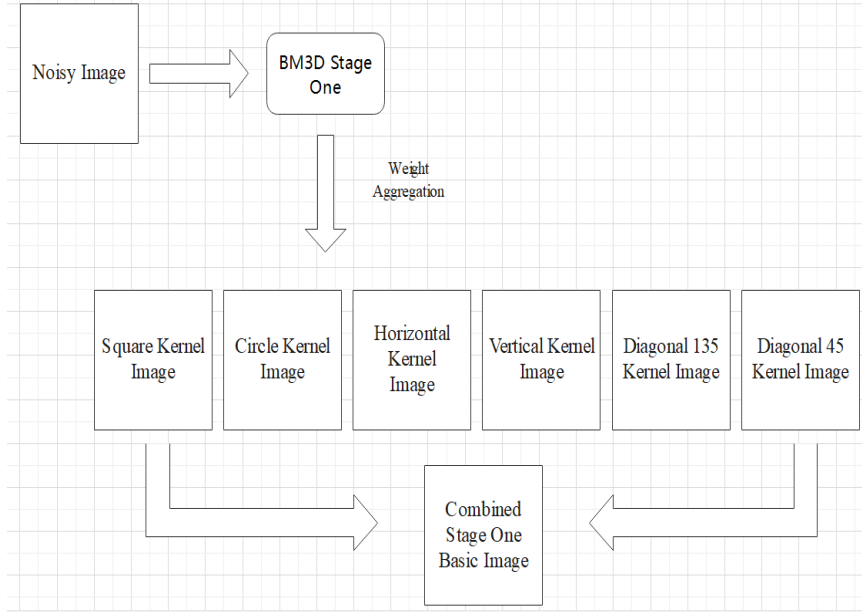 Noisy Image
BM3D Stage
One
Weight
Aggregation
Square Kernel
Image
Circle Kernel
Image
Horizontal
Kernel
Image
Vertical Kernel
Image
Diagonal 135
Kernel Image
Diagonal 45
Kernel Image
Combined
Stage One
Basic Image